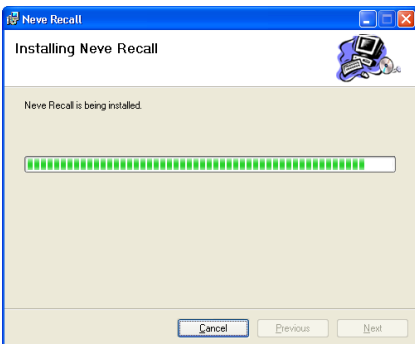 Neve Recall
Installing Neve Recall
Neve Recall is being installed.
Cancel Previous Next